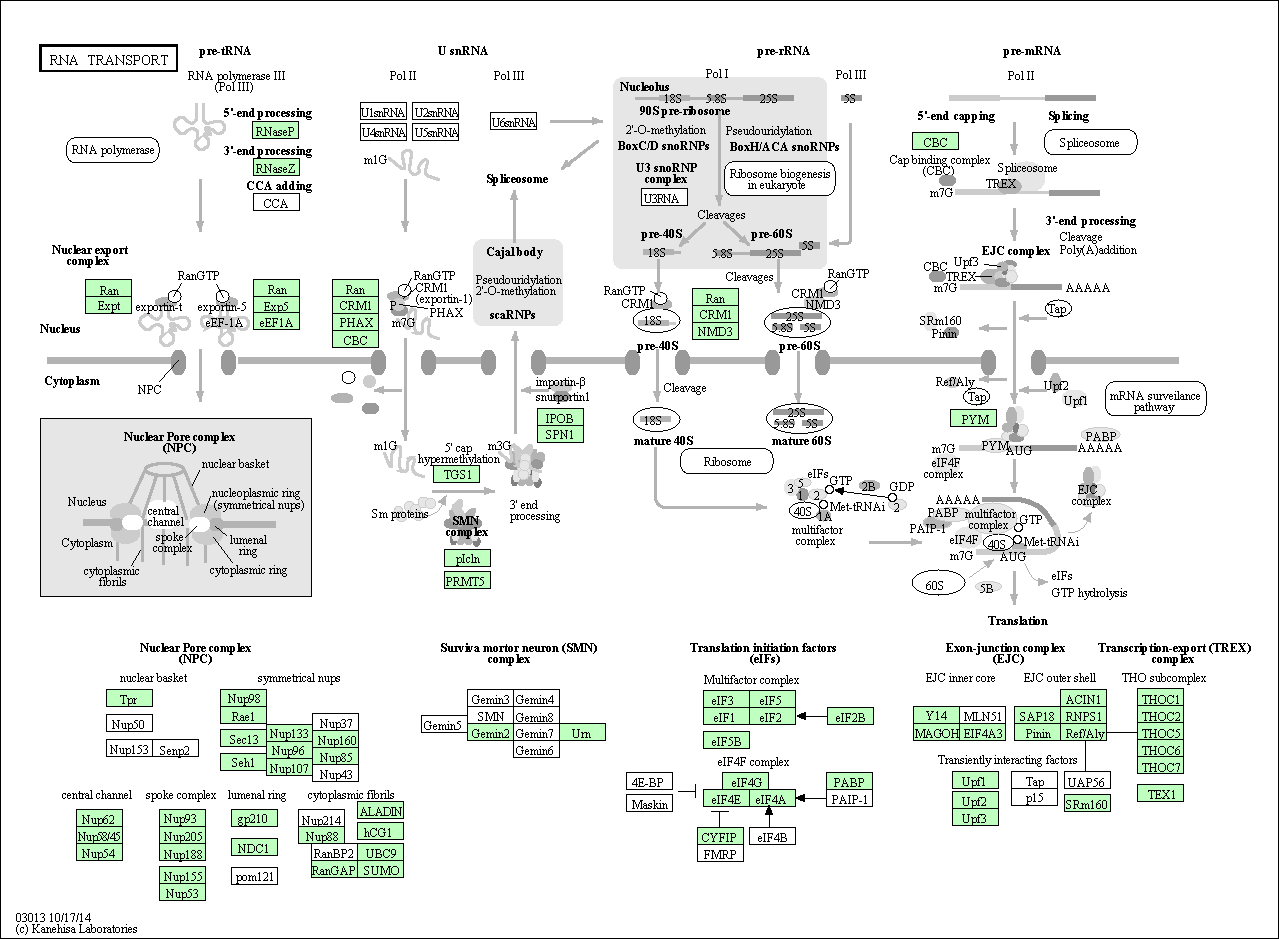 RNA TRANSPORT
pre-tRNA
U snRNA
pre-rRNA
pre-mRNA
RNA polymerase III
(Pol III)
Pol II
Pol III
Pol I
Pol III
Pol II
5'-end processing
RNaseP
3'-end processing
RNaseZ
CCA adding
CCA
RNA polymerase
U1snRNA
U2snRNA
U4snRNA
U5snRNA
m1G
U6snRNA
Spliceosome
Nucleolus
18S
5.8S
25S
5S
90S pre-ribosome
2'-O-methylation
BoxC/D snoRNPs
Pseudouridylation
BoxH/ACA snoRNPs
U3 snoRNP
complex
U3RNA
Ribosome biogenesis
in eukaryote
Cleavages
pre-40S
pre-60S
18S
5.8S
25S
5S
5'-end capping
Splicing
CBC
Spliceosome
Cap binding complex
(CBC)
Spliceosome
TREX
m7G
3'-end processing
Cleavage
Poly(A)addition
EJC complex
CBC
Upf3
TREX
m7G
AAAAA
Tap
SRm160
Pinin
Nuclear export
complex
Ran
Expt
RanGTP
exportin-t
exportin-5
eEF-1A
Ran
Exp5
eEF1A
Ran
CRM1
PHAX
CBC
RanGTP
CRM1
(exportin-1)
P
PHAX
m7G
Cajal body
Pseudouridylation
2'-O-methylation
scaRNPs
RanGTP
CRM1
18S
pre-40S
Cleavages
Ran
CRM1
NMD3
RanGTP
CRM1
NMD3
25S
5.8S
5S
pre-60S
Nucleus
Cytoplasm
NPC
importin-β
snurportin1
IPOB
SPN1
Cleavage
18S
mature 40S
25S
5.8S
5S
mature 60S
Ribosome
Ref/Aly
Tap
Upf2
Upf1
mRNA surveilance
pathway
PYM
m7G
PYM
AUG
PABP
AAAAA
eIF4F
complex
EJC
complex
Nuclear Pore complex
(NPC)
nuclear basket
Nucleus
nucleoplasmic ring
(symmetrical nups)
central
channel
spoke
complex
Cytoplasm
lumenal
ring
cytoplasmic
fibrils
cytoplasmic ring
m1G
5' cap
hypermethylation
TGS1
m3G
Sm proteins
SMN
complex
3' end
processing
pIcln
PRMT5
eIFs
3
5
1
2
GTP
2B
GDP
2
40S
1A
Met-tRNAi
multifactor
complex
AAAAA
PABP
PAIP-1
multifactor
complex
GTP
eIF4F
40S
Met-tRNAi
m7G
AUG
60S
5B
eIFs
GTP hydrolysis
Translation
Nuclear Pore complex
(NPC)
nuclear basket
symmetrical nups
Tpr
Nup50
Nup153
Senp2
Nup98
Rae1
Sec13
Seh1
Nup133
Nup96
Nup107
Nup37
Nup160
Nup85
Nup43
central channel
spoke complex
lumenal ring
cytoplasmic fibrils
Nup62
Nup58/45
Nup54
Nup93
Nup205
Nup188
Nup155
Nup53
gp210
NDC1
pom121
Nup214
Nup88
ALADIN
hCG1
RanBP2
UBC9
RanGAP
SUMO
Surviva mortor neuron (SMN)
complex
Gemin3
Gemin4
Gemin5
SMN
Gemin8
Gemin2
Gemin7
Urn
Gemin6
Translation initiation factors
(eIFs)
Multifactor complex
eIF3
eIF5
eIF1
eIF2
eIF2B
eIF5B
eIF4F complex
4E-BP
Maskin
eIF4G
eIF4E
eIF4A
PABP
PAIP-1
CYFIP
FMRP
eIF4B
Exon-junction complex
(EJC)
EJC inner core
EJC outer shell
Y14
MLN51
MAGOH
EIF4A3
ACIN1
SAP18
RNPS1
Pinin
Ref/Aly
Transiently interacting factors
Upf1
Upf2
Upf3
Tap
p15
UAP56
SRm160
Transcription-export (TREX)
complex
THO subcomplex
THOC1
THOC2
THOC5
THOC6
THOC7
TEX1
03013 10/17/14
(c) Kanehisa Laboratories